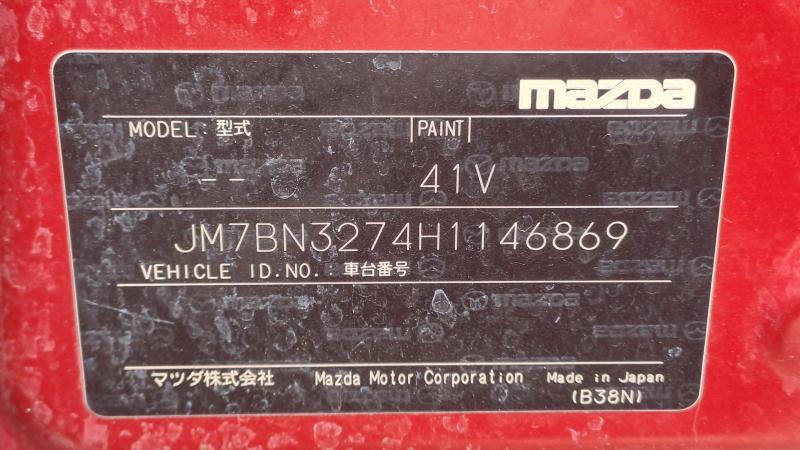 mazda
MODEL：型式 PAINT
-- 41V
JM7BN3274H1146869
VEHICLE ID.NO.：車台番号
マツダ株式会社 Mazda Motor Corporation Made in Japan
(B38N)